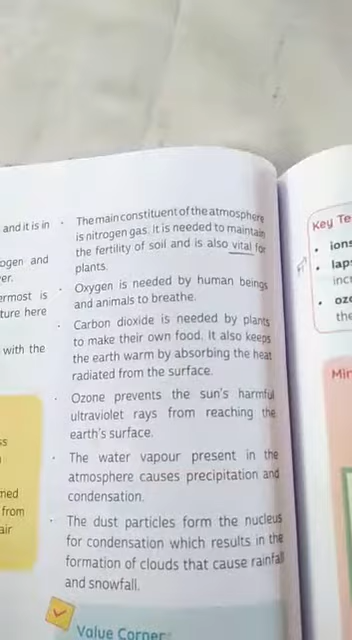 and it is in
ogen and
er.
ermost is
ture here
with the
ss
ned
from
air
The main constituent of the atmosphere
is nitrogen gas. It is needed to maintain
the fertility of soil and is also vital for
plants.
Oxygen is needed by human beings
and animals to breathe.
Carbon dioxide is needed by plants
to make their own food. It also keeps
the earth warm by absorbing the heat
radiated from the surface.
Ozone prevents the sun's harmful
ultraviolet rays from reaching the
earth's surface.
The water vapour present in the
atmosphere causes precipitation and
condensation.
The dust particles form the nucleus
for condensation which results in the
formation of clouds that cause rainfall
and snowfall.
Value Corner
Key Te
ions
laps
incr
ozo
the
Min